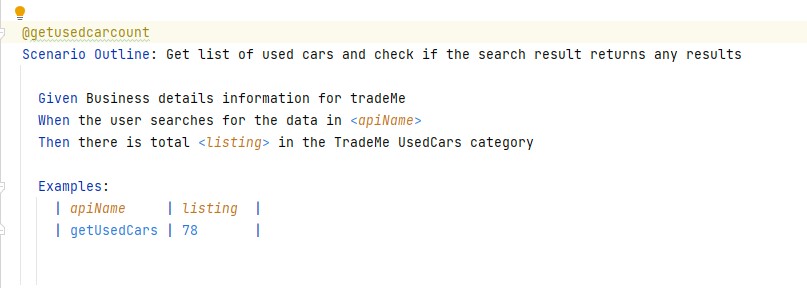 @getusedcarcount
Scenario Outline: Get list of used cars and check if the search result returns any results
Given Business details information for tradeMe
When the user searches for the data in <apiName>
Then there is total <listing> in the TradeMe UsedCars category
Examples:
| apiName | listing |
| getUsedCars | 78 |